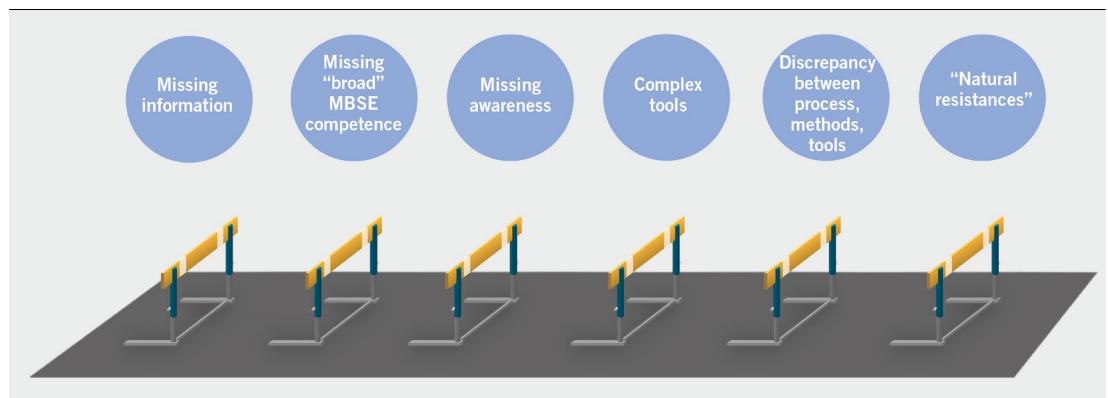 Missing
information
Missing
“broad”
MBSE
competence
Missing
awareness
Complex
tools
Discrepancy
between
process,
methods,
tools
“Natural
resistances”